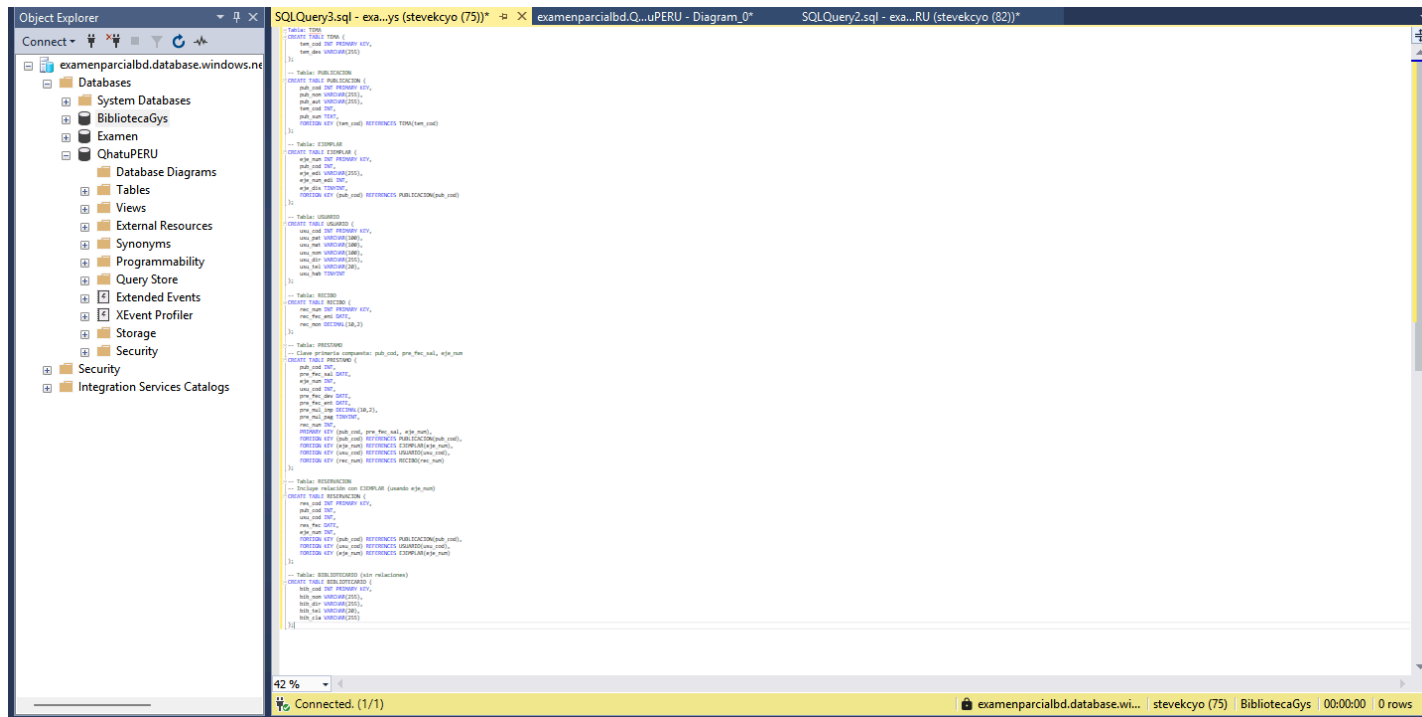 Object Explorer
Connect
examenparcialbd.database.windows.ne
Databases
System Databases
BibliotecaGys
Examen
QhatuPERU
Database Diagrams
Tables
Views
External Resources
Synonyms
Programmability
Query Store
Extended Events
XEvent Profiler
Storage
Security
Security
Integration Services Catalogs
SQLQuery3.sql - exa...ys (stevekcyo (75))*
examenparcialbd.Q...uPERU - Diagram_0*
SQLQuery2.sql - exa...RU (stevekcyo (82))*
-- Tabla: TEMA
CREATE TABLE TEMA (
tem_cod INT PRIMARY KEY,
tem_des VARCHAR(255)
);
-- Tabla: PUBLICACION
CREATE TABLE PUBLICACION (
pub_cod INT PRIMARY KEY,
pub_nom VARCHAR(255),
pub_aut VARCHAR(255),
tem_cod INT,
pub_sum TEXT,
FOREIGN KEY (tem_cod) REFERENCES TEMA(tem_cod)
);
-- Tabla: EJEMPLAR
CREATE TABLE EJEMPLAR (
eje_num INT PRIMARY KEY,
pub_cod INT,
eje_edi VARCHAR(255),
eje_num_edi INT,
eje_dis TINYINT,
FOREIGN KEY (pub_cod) REFERENCES PUBLICACION(pub_cod)
);
-- Tabla: USUARIO
CREATE TABLE USUARIO (
usu_cod INT PRIMARY KEY,
usu_pat VARCHAR(100),
usu_mat VARCHAR(100),
usu_nom VARCHAR(100),
usu_dir VARCHAR(255),
usu_tel VARCHAR(20),
usu_hab TINYINT
);
-- Tabla: RECIBO
CREATE TABLE RECIBO (
rec_num INT PRIMARY KEY,
rec_fec_emi DATE,
rec_mon DECIMAL(10,2)
);
-- Tabla: PRESTAMO
-- Clave primaria compuesta: pub_cod, pre_fec_sal, eje_num
CREATE TABLE PRESTAMO (
pub_cod INT,
pre_fec_sal DATE,
eje_num INT,
usu_cod INT,
pre_fec_dev DATE,
pre_fec_ent DATE,
pre_mul_imp DECIMAL(10,2),
pre_mul_pag TINYINT,
rec_num INT,
PRIMARY KEY (pub_cod, pre_fec_sal, eje_num),
FOREIGN KEY (pub_cod) REFERENCES PUBLICACION(pub_cod),
FOREIGN KEY (eje_num) REFERENCES EJEMPLAR(eje_num),
FOREIGN KEY (usu_cod) REFERENCES USUARIO(usu_cod),
FOREIGN KEY (rec_num) REFERENCES RECIBO(rec_num)
);
-- Tabla: RESERVACION
-- Incluye relación con EJEMPLAR (usando eje_num)
CREATE TABLE RESERVACION (
res_cod INT PRIMARY KEY,
pub_cod INT,
usu_cod INT,
res_fec DATE,
eje_num INT,
FOREIGN KEY (pub_cod) REFERENCES PUBLICACION(pub_cod),
FOREIGN KEY (usu_cod) REFERENCES USUARIO(usu_cod),
FOREIGN KEY (eje_num) REFERENCES EJEMPLAR(eje_num)
);
-- Tabla: BIBLIOTECARIO (sin relaciones)
CREATE TABLE BIBLIOTECARIO (
bib_cod INT PRIMARY KEY,
bib_nom VARCHAR(255),
bib_dir VARCHAR(255),
bib_tel VARCHAR(20),
bib_cla VARCHAR(255)
);
42 %
Connected. (1/1)
examenparcialbd.database.wi...
stevekcyo (75)
BibliotecaGys
00:00:00
0 rows